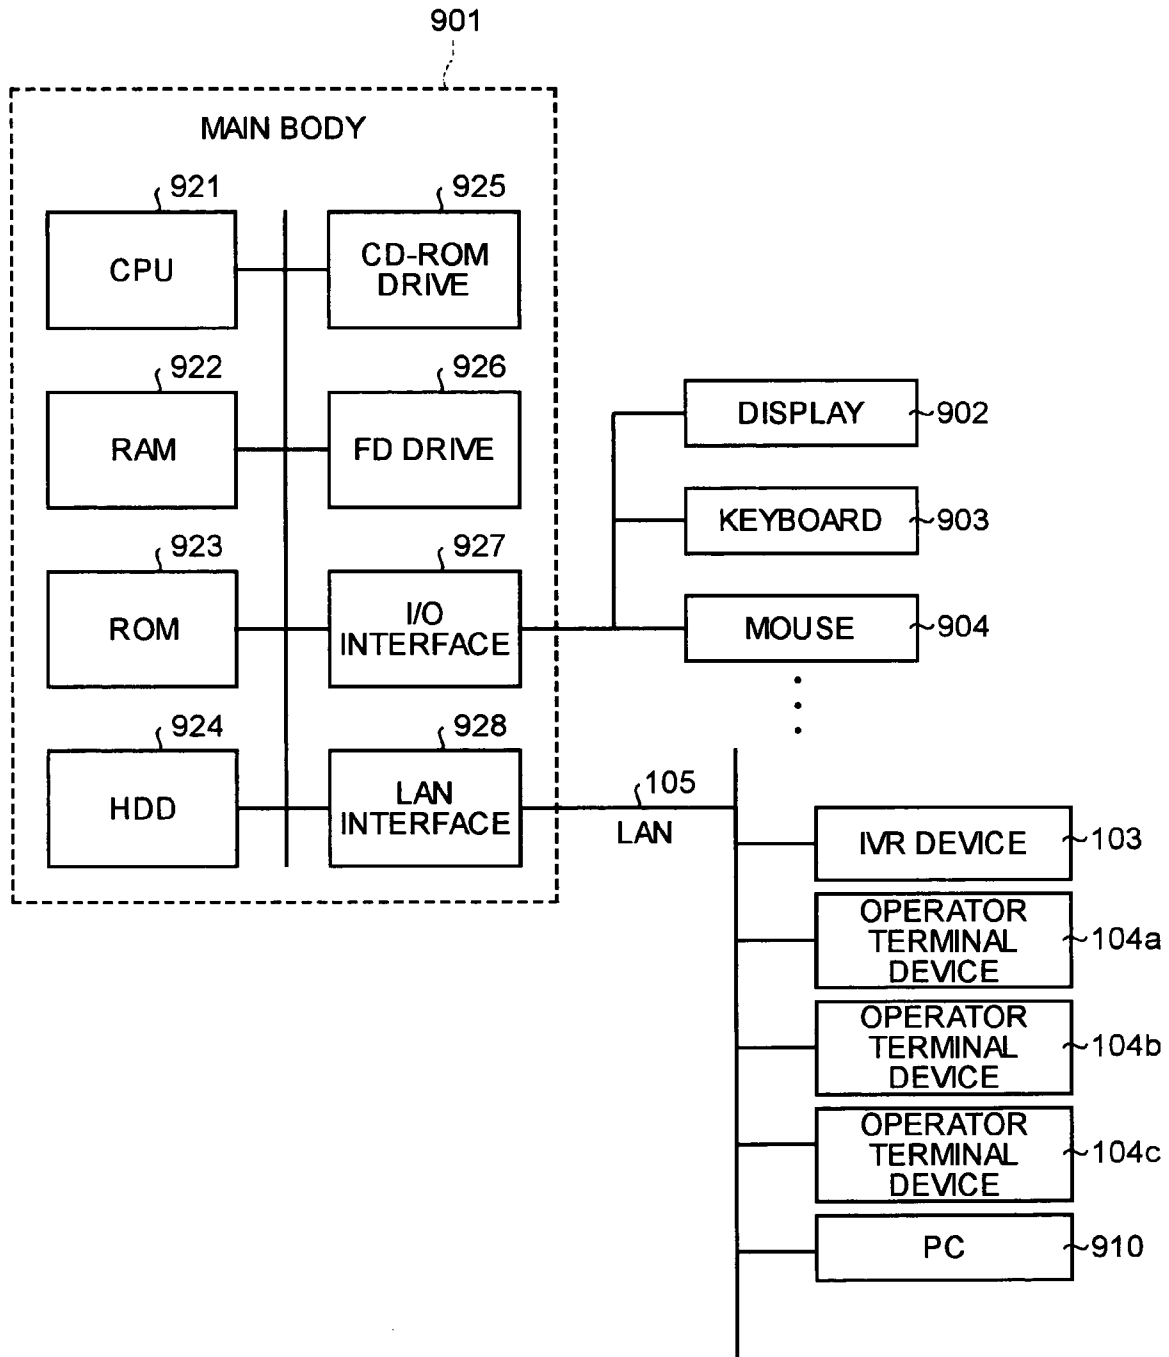 901
MAIN BODY
921
CPU
925
CD-ROM
DRIVE
922
RAM
926
FD DRIVE
923
ROM
927
I/O
INTERFACE
924
HDD
928
LAN
INTERFACE
DISPLAY
902
KEYBOARD
903
MOUSE
904
105
LAN
IVR DEVICE
103
OPERATOR
TERMINAL
DEVICE
104a
OPERATOR
TERMINAL
DEVICE
104b
OPERATOR
TERMINAL
DEVICE
104c
PC
910